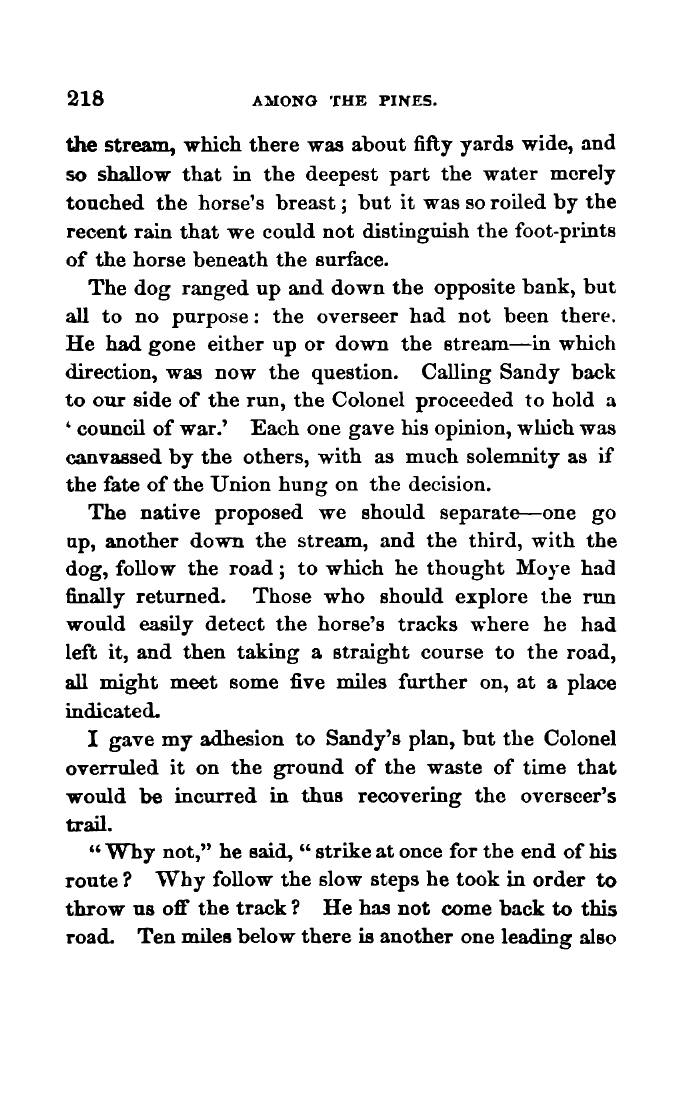 218 AMONG THE PINES.
the stream, which there was about fifty yards wide, and
so shallow that in the deepest part the water merely
touched the horse's breast; but it was so roiled by the
recent rain that we could not distinguish the foot-prints
of the horse beneath the surface.
The dog ranged up and down the opposite bank, but
all to no purpose: the overseer had not been there.
He had gone either up or down the stream—in which
direction, was now the question. Calling Sandy back
to our side of the run, the Colonel proceeded to hold a
‘council of war.’ Each one gave his opinion, which was
canvassed by the others, with as much solemnity as if
the fate of the Union hung on the decision.
The native proposed we should separate—one go
up, another down the stream, and the third, with the
dog, follow the road; to which he thought Moye had
finally returned. Those who should explore the run
would easily detect the horse's tracks where he had
left it, and then taking a straight course to the road,
all might meet some five miles further on, at a place
indicated.
I gave my adhesion to Sandy's plan, but the Colonel
overruled it on the ground of the waste of time that
would be incurred in thus recovering the overseer's
trail.
“Why not,” he said, “strike at once for the end of his
route? Why follow the slow steps he took in order to
throw us off the track? He has not come back to this
road. Ten miles below there is another one leading also